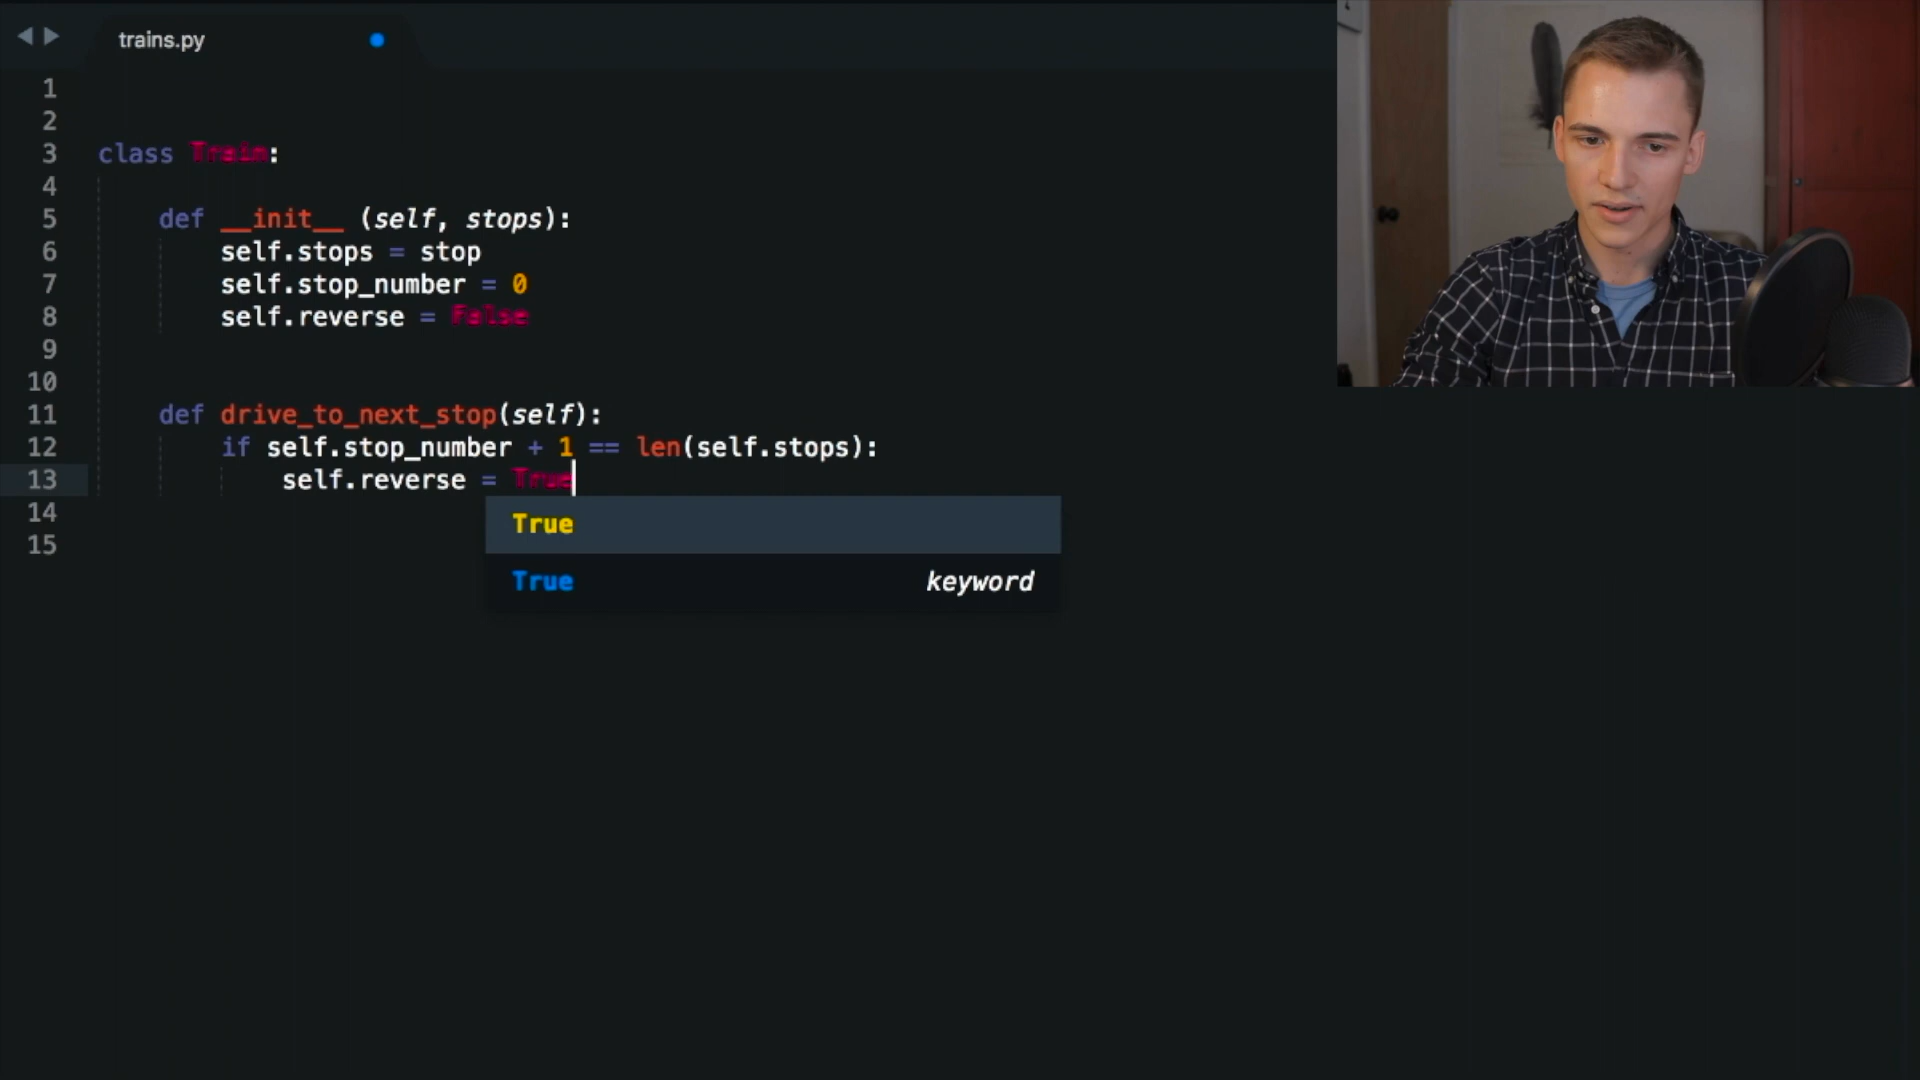 trains.py
1
2
3 class Train:
4
5 def __init__ (self, stops):
6 self.stops = stop
7 self.stop_number = 0
8 self.reverse = False
9
10
11 def drive_to_next_stop(self):
12 if self.stop_number + 1 == len(self.stops):
13 self.reverse = True
14 True
15 True keyword